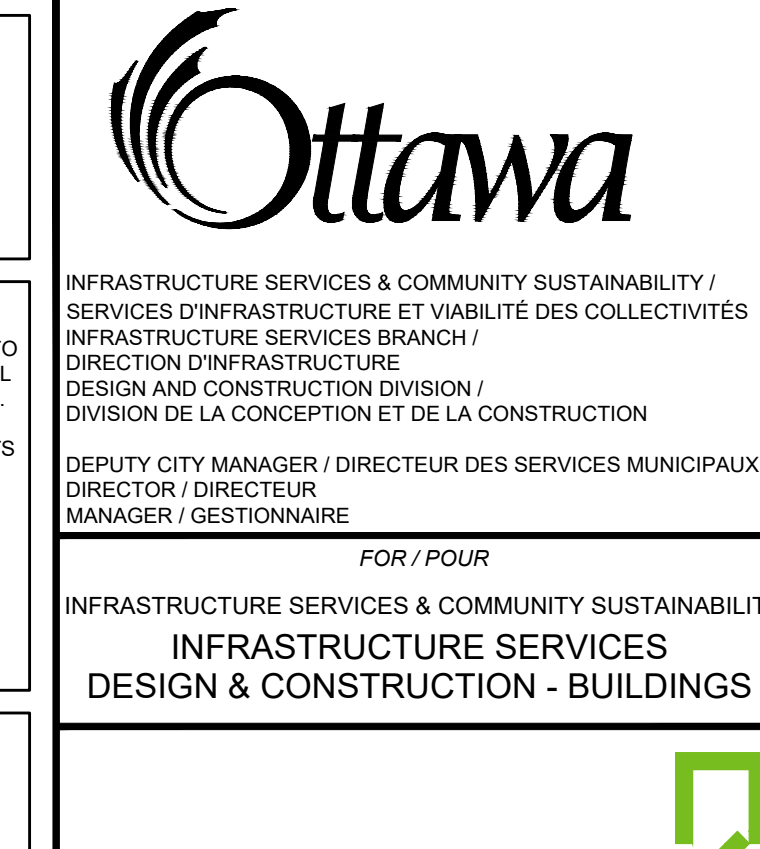 Ottawa
INFRASTRUCTURE SERVICES & COMMUNITY SUSTAINABILITY /
SERVICES D'INFRASTRUCTURE ET VIABILITÉ DES COLLECTIVITÉS
INFRASTRUCTURE SERVICES BRANCH /
DIRECTION D'INFRASTRUCTURE
DESIGN AND CONSTRUCTION DIVISION /
DIVISION DE LA CONCEPTION ET DE LA CONSTRUCTION
DEPUTY CITY MANAGER / DIRECTEUR DES SERVICES MUNICIPAUX
DIRECTOR / DIRECTEUR
MANAGER / GESTIONNAIRE
FOR / POUR
INFRASTRUCTURE SERVICES & COMMUNITY SUSTAINABILIT
INFRASTRUCTURE SERVICES
DESIGN & CONSTRUCTION - BUILDINGS